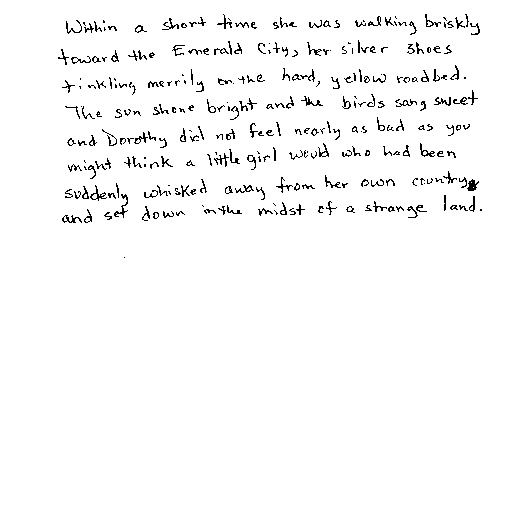 Within a short time she was walking briskly
toward the Emerald City, her silver shoes
tinkling merrily on the hard, yellow roadbed.
The sun shone bright and the birds sang sweet
and Dorothy did not feel nearly as bad as you
might think a little girl would who had been
suddenly whisked away from her own country
and set down in the midst of a strange land.